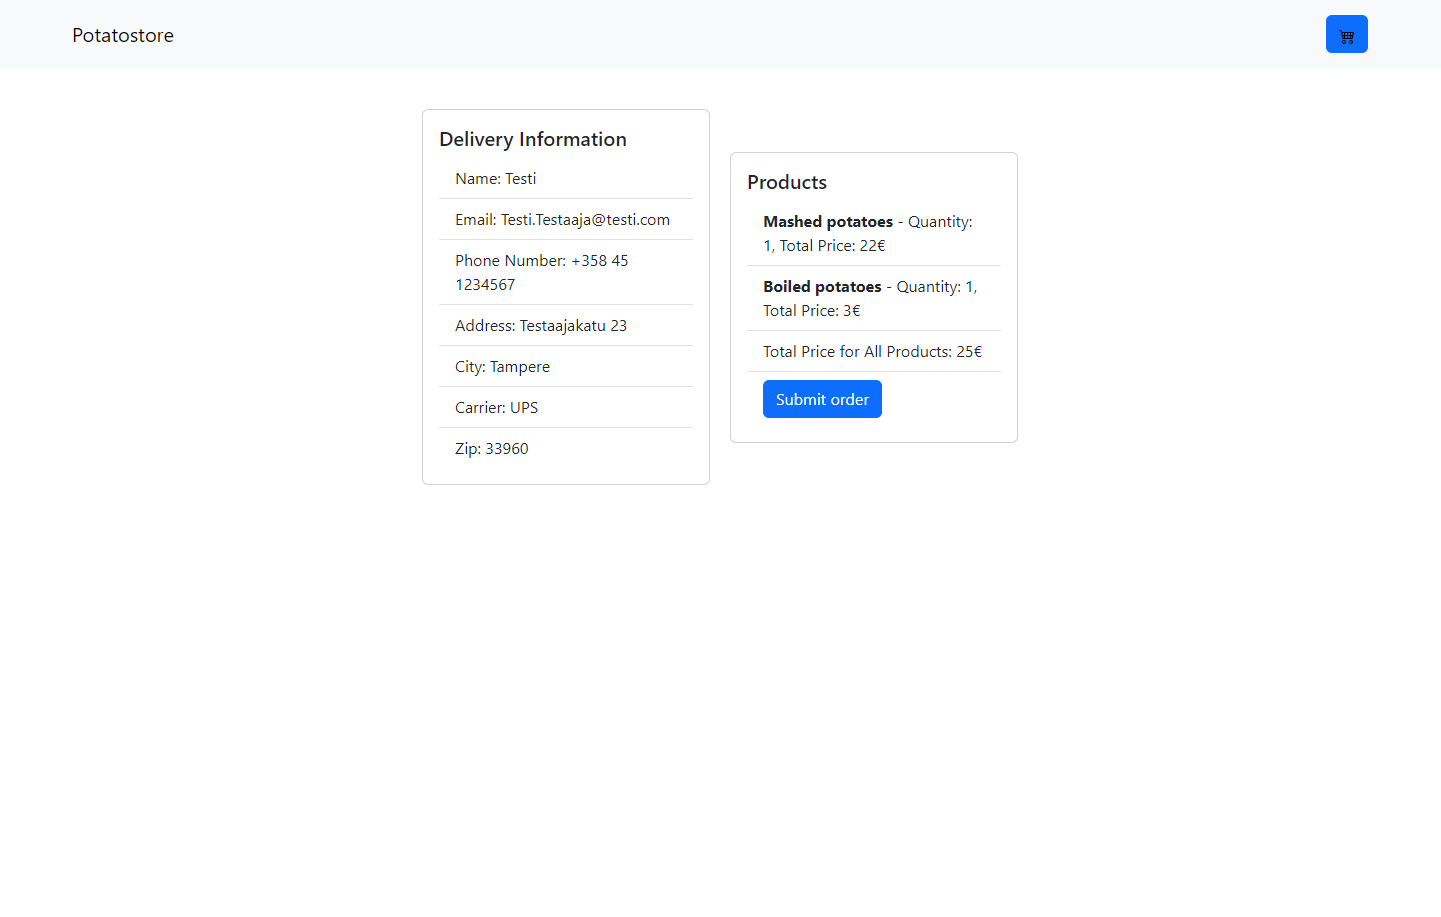 Potatostore
Delivery Information
Name: Testi
Email: Testi.Testaaja@testi.com
Phone Number: +358 45
1234567
Address: Testaajakatu 23
City: Tampere
Carrier: UPS
Zip: 33960
Products
Mashed potatoes - Quantity:
1, Total Price: 22€
Boiled potatoes - Quantity: 1,
Total Price: 3€
Total Price for All Products: 25€
Submit order